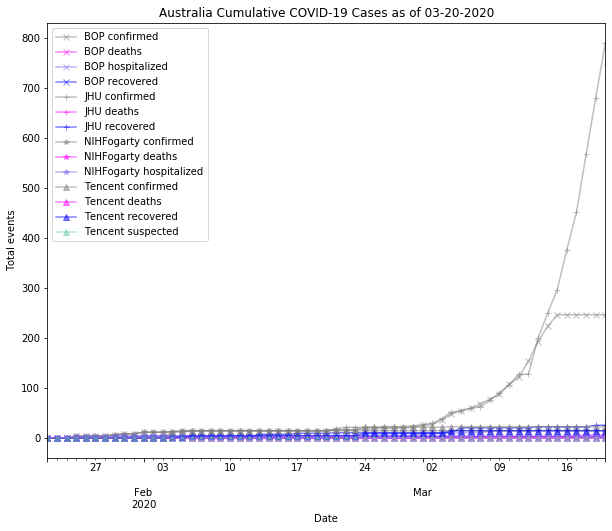 Australia Cumulative COVID-19 Cases as of 03-20-2020
BOP confirmed
BOP deaths
BOP hospitalized
BOP recovered
JHU confirmed
JHU deaths
JHU recovered
NIHFogarty confirmed
NIHFogarty deaths
NIHFogarty hospitalized
Tencent confirmed
Tencent deaths
Tencent recovered
Tencent suspected
Total events
800
700
600
500
400
300
200
100
0
27 03 10 17 24 02 09 16
Feb Mar
2020
Date